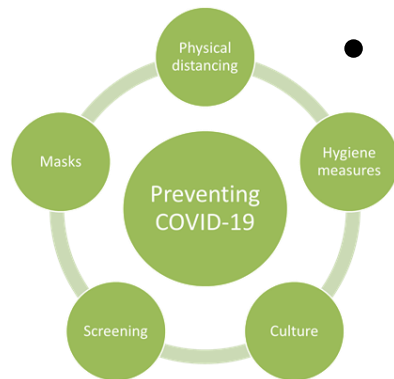 Physical
distancing
Hygiene
measures
Culture
Screening
Masks
Preventing
COVID-19